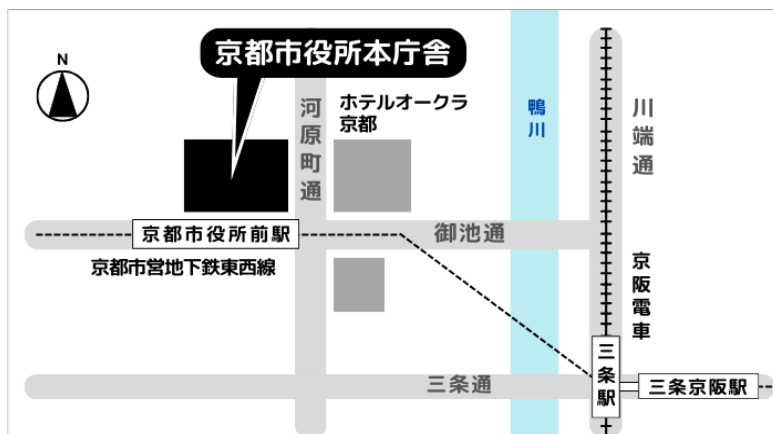 京都市役所本庁舎
N
ホテルオークラ
京都
河原町通
鴨川
川端通
京都市役所前駅
御池通
京都市営地下鉄東西線
京阪電車
三条通
三条駅
三条京阪駅